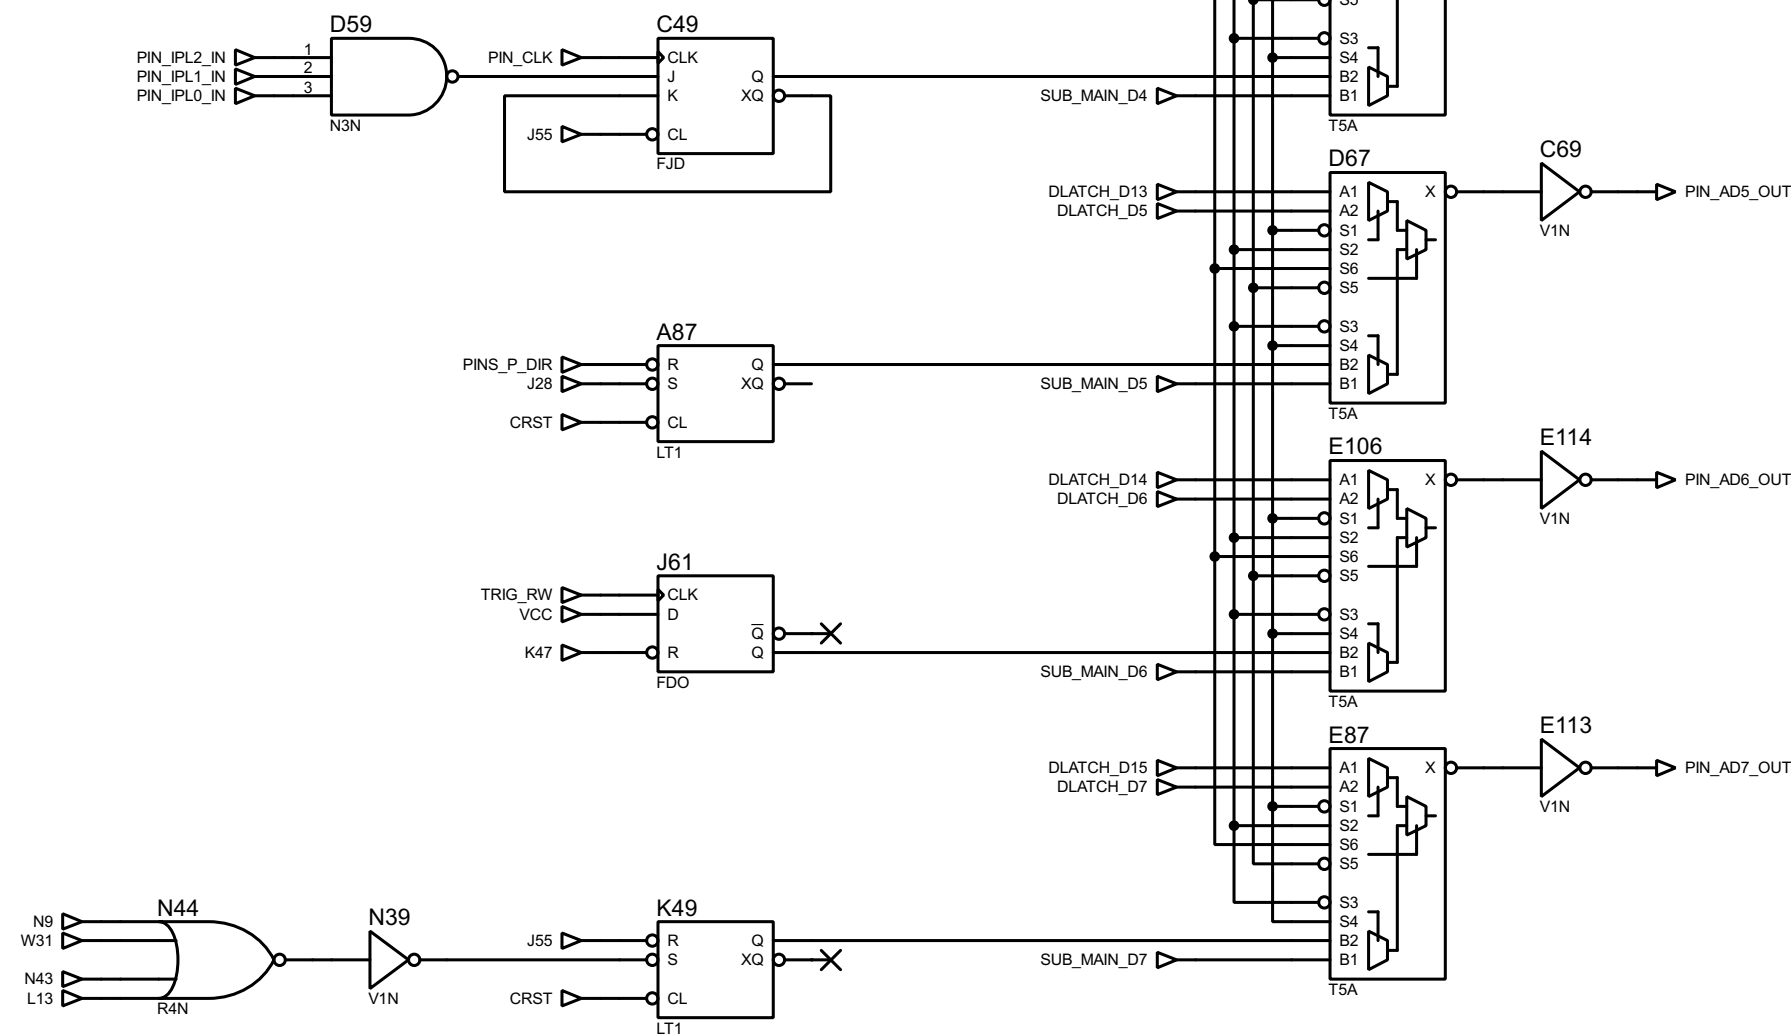 D59
PIN_IPL2_IN 1
PIN_IPL1_IN 2
PIN_IPL0_IN 3
N3N
C49
PIN_CLK CLK
J Q
K XQ
J55 CL
FJD
S3
S4
B2
SUB_MAIN_D4 B1
T5A
D67
DLATCH_D13 A1 X
DLATCH_D5 A2
S1
S2
S6
S5
S3
S4
B2
SUB_MAIN_D5 B1
T5A
C69
V1N
PIN_AD5_OUT
A87
PINS_P_DIR R Q
J28 S XQ
CRST CL
LT1
E106
DLATCH_D14 A1 X
DLATCH_D6 A2
S1
S2
S6
S5
S3
S4
B2
SUB_MAIN_D6 B1
T5A
E114
V1N
PIN_AD6_OUT
J61
TRIG_RW CLK
VCC D
Q̅
K47 R Q
FDO
E87
DLATCH_D15 A1 X
DLATCH_D7 A2
S1
S2
S6
S5
S3
S4
B2
SUB_MAIN_D7 B1
T5A
E113
V1N
PIN_AD7_OUT
N44
N9
W31
N43
L13
R4N
N39
V1N
K49
J55 R Q
S XQ
CRST CL
LT1